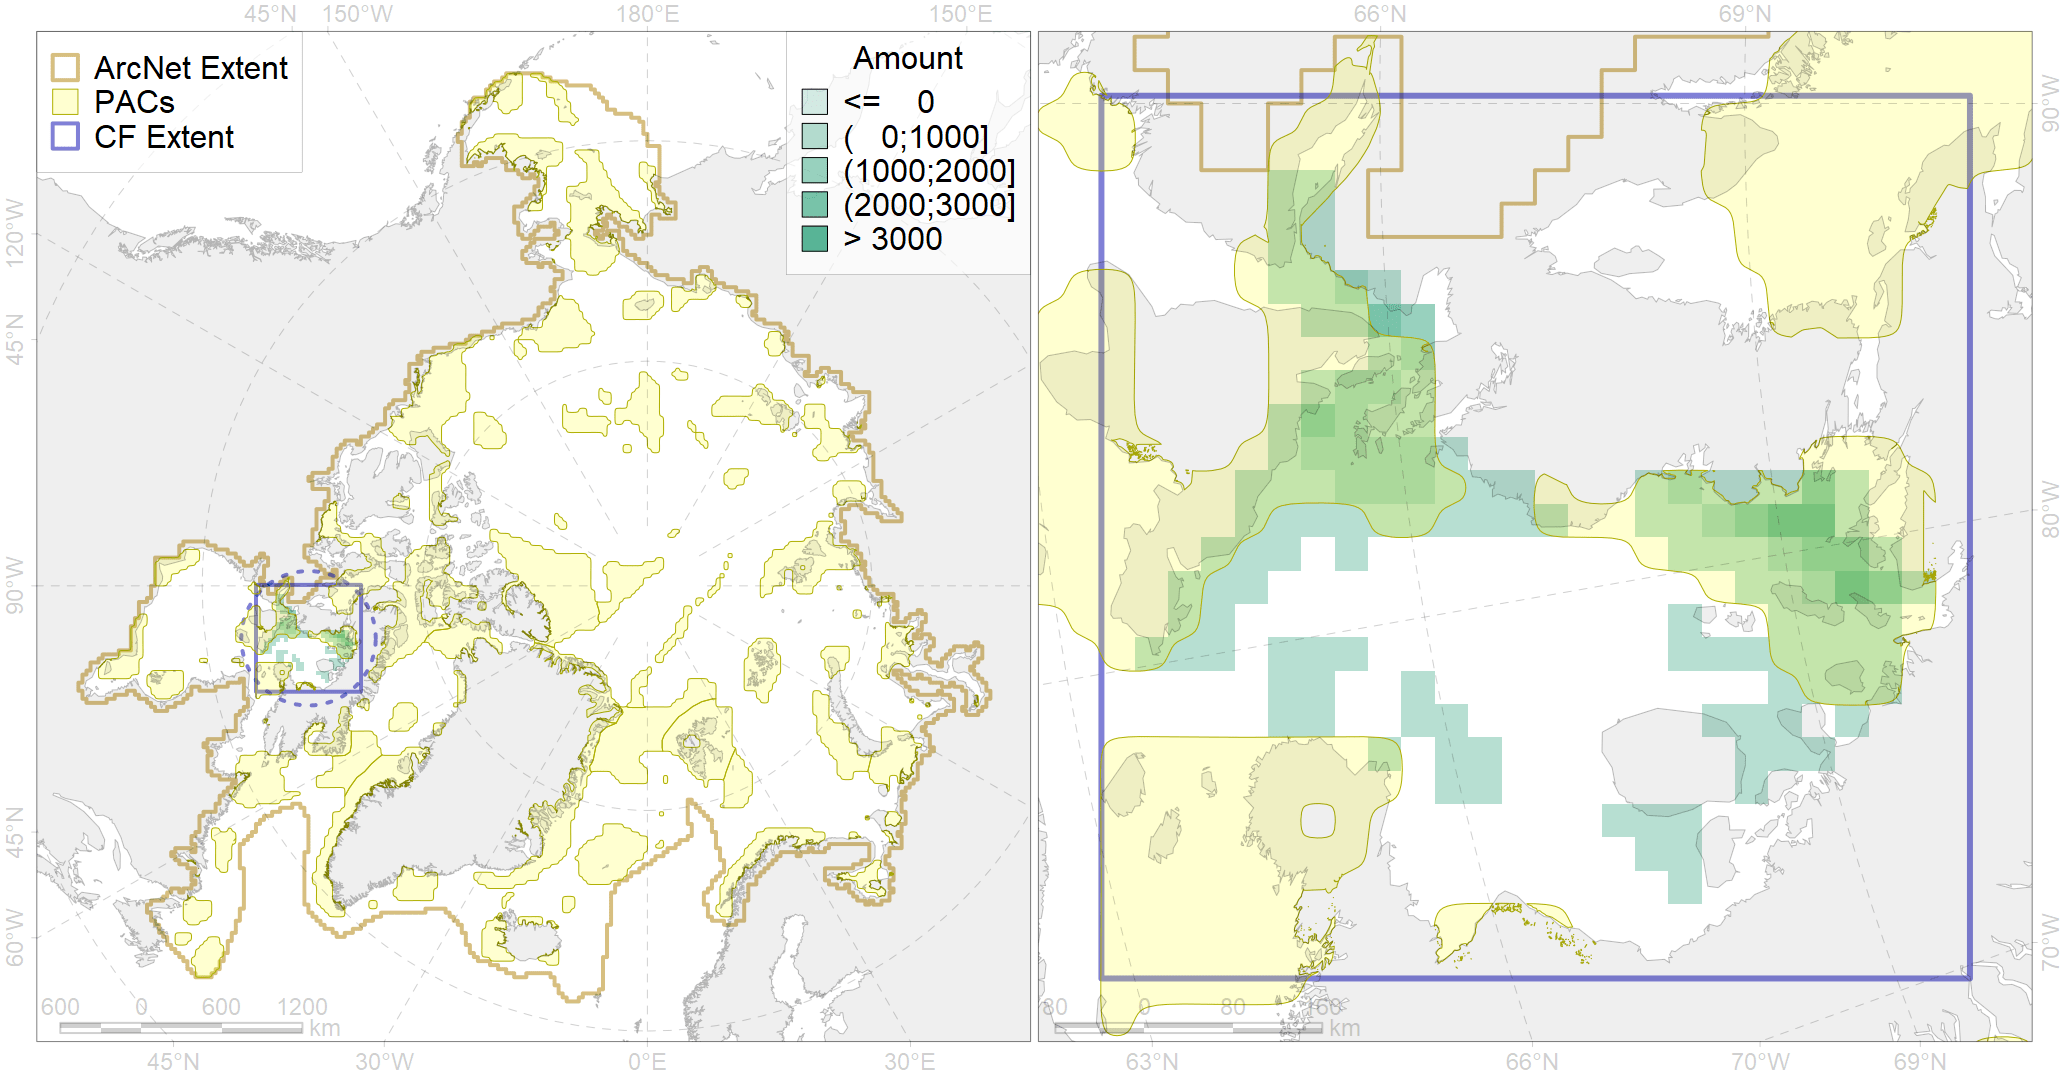 45°N 150°W 180°E 150°E 66°N 69°N
ArcNet Extent
PACs
CF Extent
Amount
<= 0
( 0;1000]
(1000;2000]
(2000;3000]
> 3000
120°W
45°N
90°W
45°N
60°W
90°W
80°W
70°W
600 0 600 1200
km
80 0 80 160
km
45°N 30°W 0°E 30°E 63°N 66°N 70°W 69°N